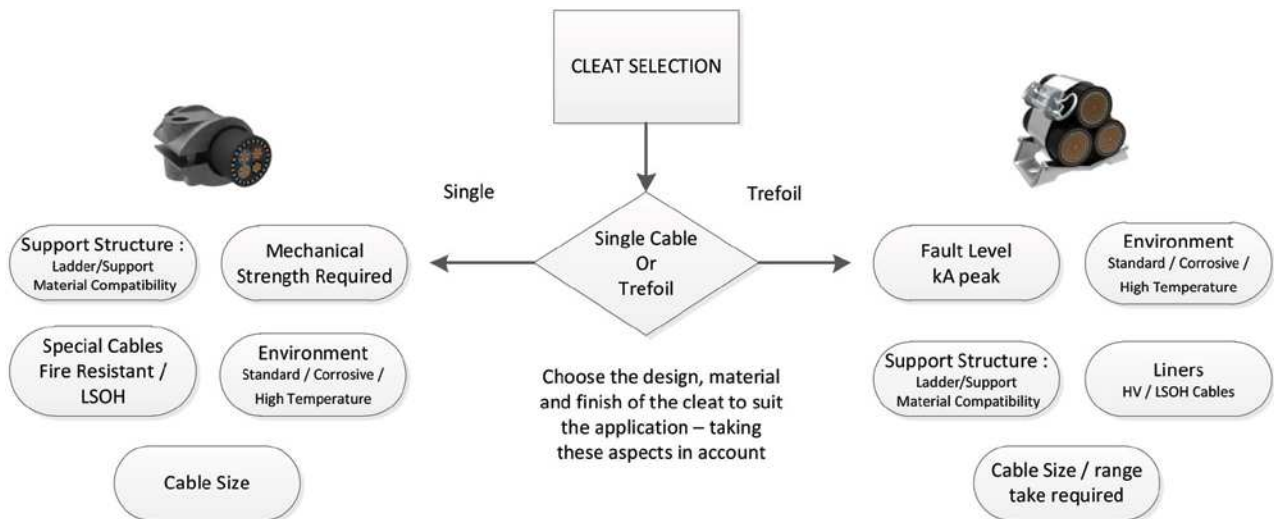 CLEAT SELECTION
Single
Trefoil
Single Cable
Or
Trefoil
Support Structure :
Ladder/Support
Material Compatibility
Mechanical
Strength Required
Special Cables
Fire Resistant /
LSOH
Environment
Standard / Corrosive /
High Temperature
Cable Size
Choose the design, material
and finish of the cleat to suit
the application – taking
these aspects in account
Fault Level
kA peak
Environment
Standard / Corrosive /
High Temperature
Support Structure :
Ladder/Support
Material Compatibility
Liners
HV / LSOH Cables
Cable Size / range
take required